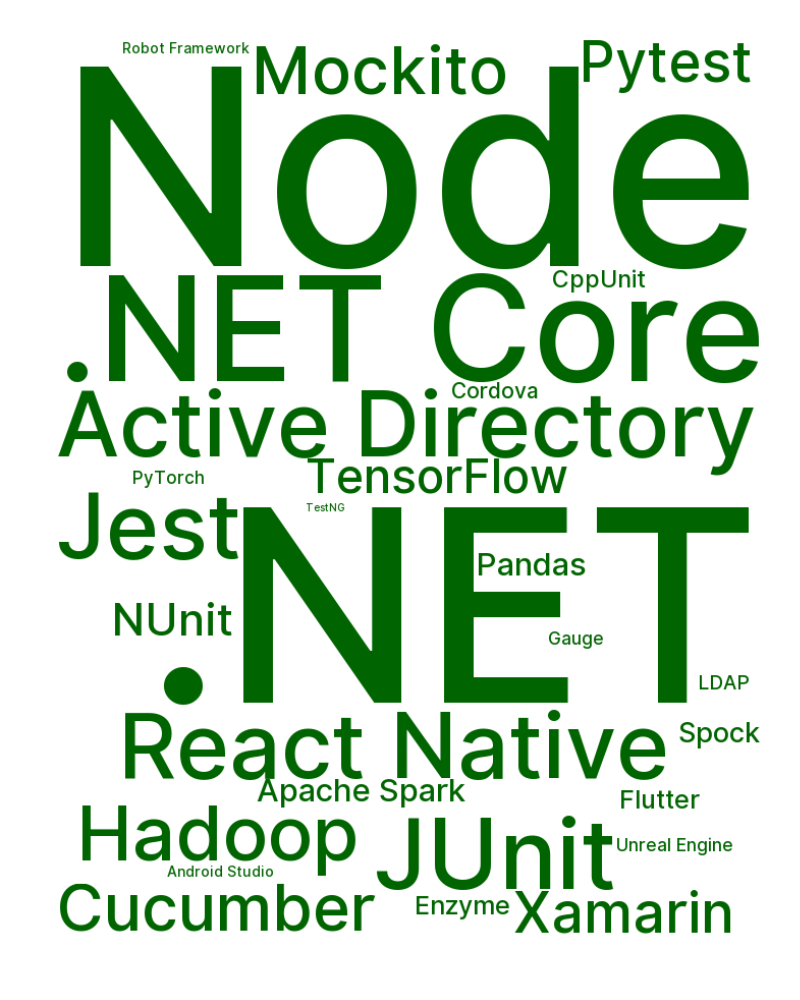 Robot Framework
Mockito
Pytest
Node
CppUnit
.NET Core
Cordova
Active Directory
TensorFlow
PyTorch
TestNG
Jest
.NET
Pandas
NUnit
Gauge
LDAP
React Native
Spock
Apache Spark
Flutter
Hadoop
JUnit
Unreal Engine
Android Studio
Cucumber
Enzyme
Xamarin